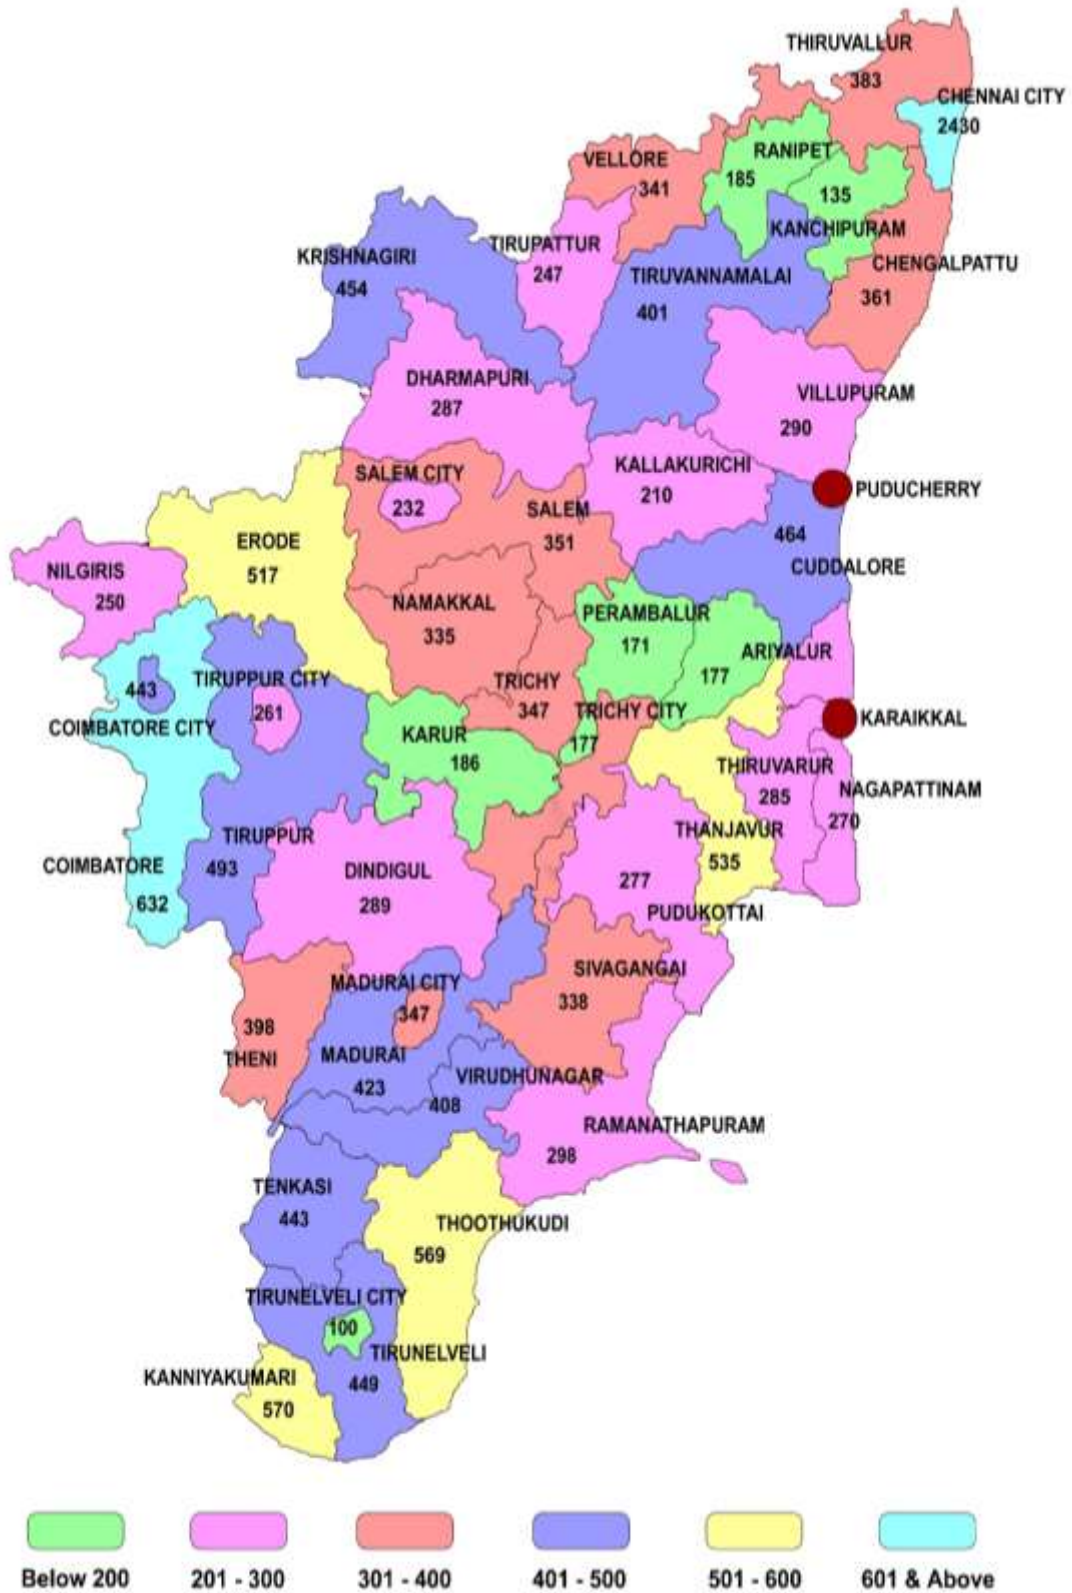 THIRUVALLUR
383
CHENNAI CITY
2430
VELLORE
341
RANIPET
185
135
KANCHIPURAM
CHENGALPATTU
361
KRISHNAGIRI
454
TIRUPATTUR
247
TIRUVANNAMALAI
401
DHARMAPURI
287
VILLUPURAM
290
SALEM CITY
232
KALLAKURICHI
210
PUDUCHERRY
SALEM
351
464
CUDDALORE
ERODE
517
NILGIRIS
250
NAMAKKAL
335
PERAMBALUR
171
ARIYALUR
177
443
COIMBATORE CITY
TIRUPPUR CITY
261
TRICHY
347
TRICHY CITY
177
KARAIKKAL
KARUR
186
THIRUVARUR
285
NAGAPATTINAM
270
THANJAVUR
535
COIMBATORE
632
TIRUPPUR
493
DINDIGUL
289
277
PUDUKOTTAI
MADURAI CITY
347
SIVAGANGAI
338
398
THENI
MADURAI
423
VIRUDHUNAGAR
408
RAMANATHAPURAM
298
TENKASI
443
THOOTHUKUDI
569
TIRUNELVELI CITY
100
TIRUNELVELI
449
KANNIYAKUMARI
570
Below 200
201 - 300
301 - 400
401 - 500
501 - 600
601 & Above